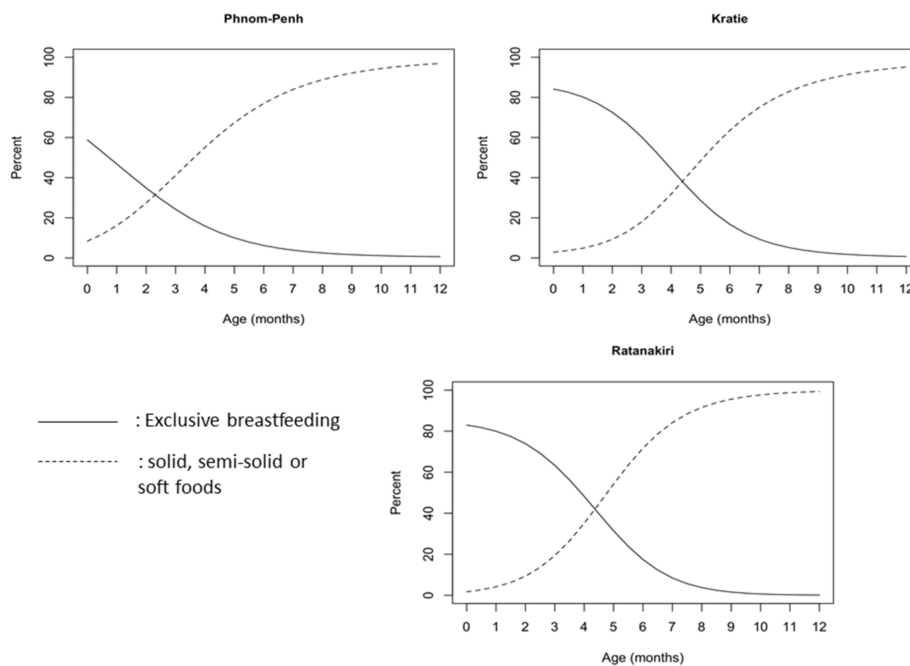 Phnom-Penh
100
80
60
40
20
0
Percent
0 1 2 3 4 5 6 7 8 9 10 11 12
Age (months)
Kratie
100
80
60
40
20
0
Percent
0 1 2 3 4 5 6 7 8 9 10 11 12
Age (months)
: Exclusive breastfeeding
: solid, semi-solid or
soft foods
Ratanakiri
100
80
60
40
20
0
Percent
0 1 2 3 4 5 6 7 8 9 10 11 12
Age (months)